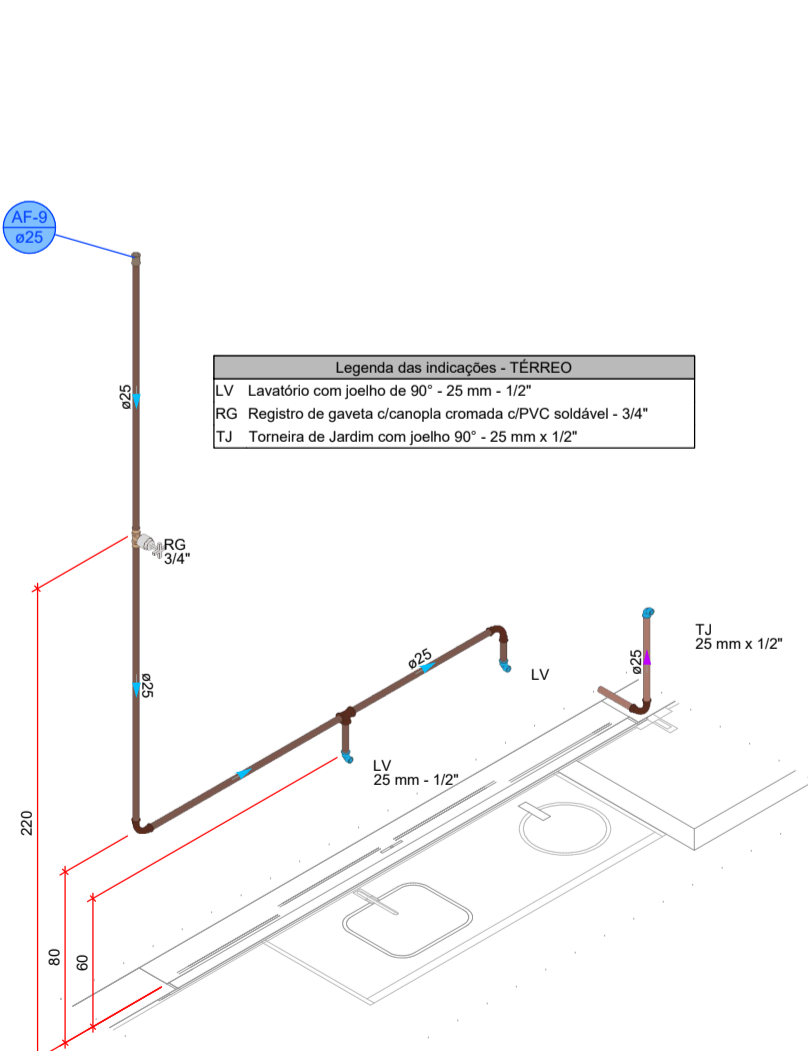 AF-9
ø25
ø25
Legenda das indicações - TÉRREO
LV Lavatório com joelho de 90° - 25 mm - 1/2"
RG Registro de gaveta c/canopla cromada c/PVC soldável - 3/4"
TJ Torneira de Jardim com joelho 90° - 25 mm x 1/2"
RG
3/4"
ø25
ø25
LV
ø25
TJ
25 mm x 1/2"
LV
25 mm - 1/2"
220
80
60